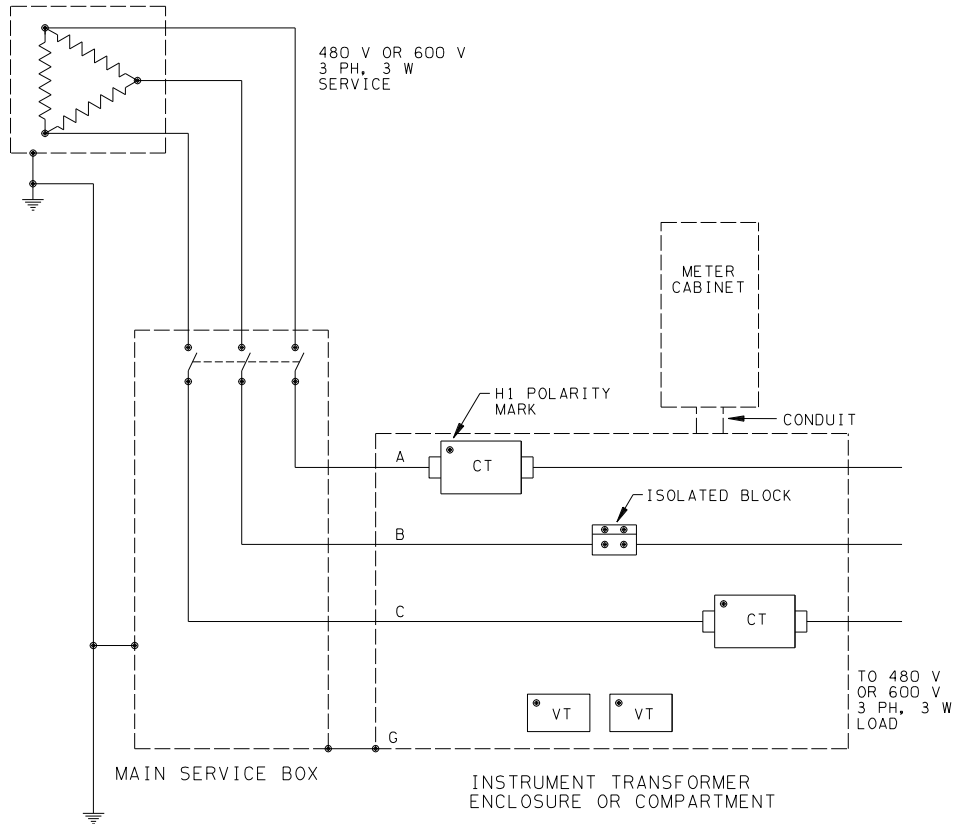 480 V OR 600 V
3 PH, 3 W
SERVICE
METER
CABINET
H1 POLARITY
MARK
CONDUIT
A
CT
ISOLATED BLOCK
B
C
CT
TO 480 V
OR 600 V
3 PH, 3 W
LOAD
VT
VT
G
MAIN SERVICE BOX
INSTRUMENT TRANSFORMER
ENCLOSURE OR COMPARTMENT